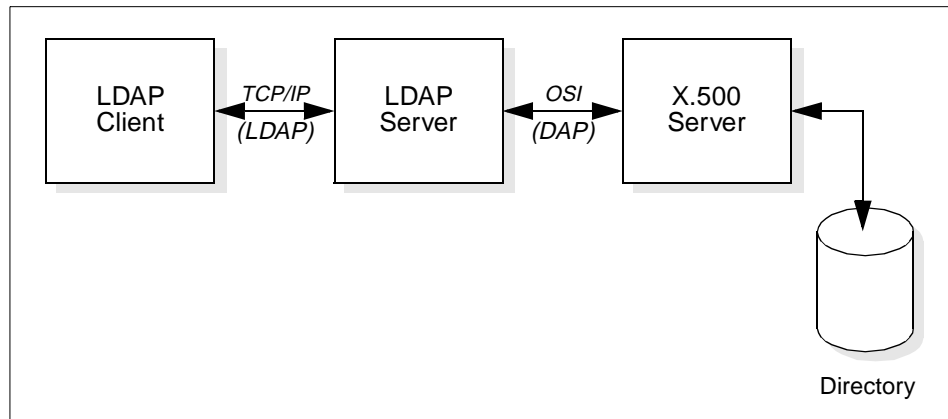 LDAP
Client
TCP/IP
(LDAP)
LDAP
Server
OSI
(DAP)
X.500
Server
Directory